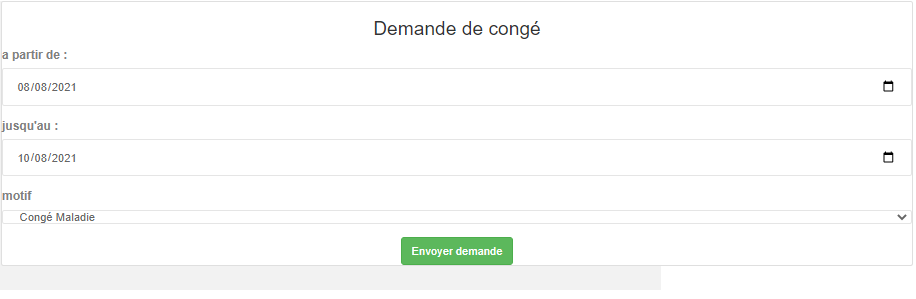 Demande de congé
a partir de :
08/08/2021
jusqu'au :
10/08/2021
motif
Congé Maladie
Envoyer demande